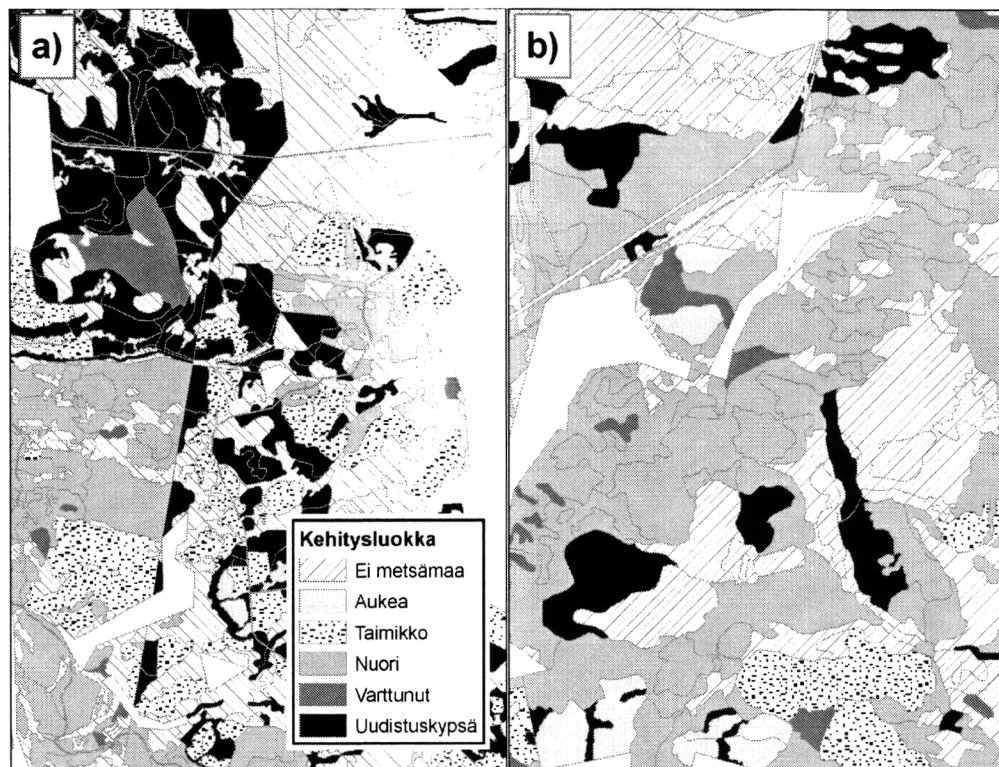 a)
b)
Kehitysluokka
Ei metsämaa
Aukea
Taimikko
Nuori
Varttunut
Uudistuskypsä